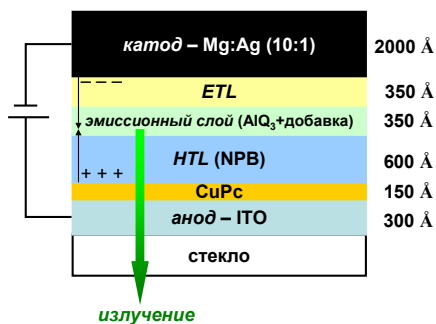 катод – Mg:Ag (10:1) 2000 Å
– – –
ETL 350 Å
эмиссионный слой (AlQ₃+добавка) 350 Å
HTL (NPB) 600 Å
+ + +
CuPc 150 Å
анод – ITO 300 Å
стекло
излучение